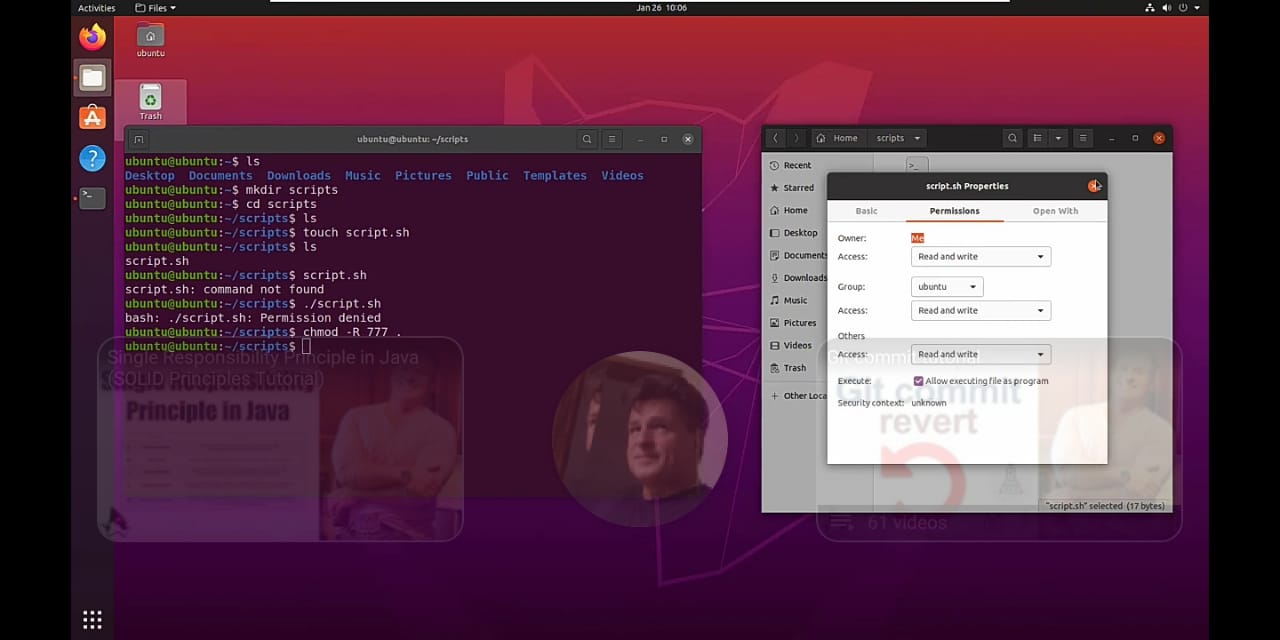 Activities Files Jan 26 10:06
ubuntu
Trash
ubuntu@ubuntu: ~/scripts
ubuntu@ubuntu:~$ ls
Desktop Documents Downloads Music Pictures Public Templates Videos
ubuntu@ubuntu:~$ mkdir scripts
ubuntu@ubuntu:~$ cd scripts
ubuntu@ubuntu:~/scripts$ ls
ubuntu@ubuntu:~/scripts$ touch script.sh
ubuntu@ubuntu:~/scripts$ ls
script.sh
ubuntu@ubuntu:~/scripts$ script.sh
script.sh: command not found
ubuntu@ubuntu:~/scripts$ ./script.sh
bash: ./script.sh: Permission denied
ubuntu@ubuntu:~/scripts$ chmod -R 777 .
ubuntu@ubuntu:~/scripts$
Single Responsibility Principle in Java
(SOLID Principles Tutorial)
Principle in Java
Home scripts
Recent
Starred
Home
Desktop
Documents
Downloads
Music
Pictures
Videos
Trash
+ Other Loca
script.sh Properties
Basic Permissions Open With
Owner: Me
Access: Read and write
Group: ubuntu
Access: Read and write
Others
Access: Read and write
Execute: Allow executing file as program
Security context: unknown
Git commit tutorial
Git commit
revert
"script.sh" selected (17 bytes)
61 videos